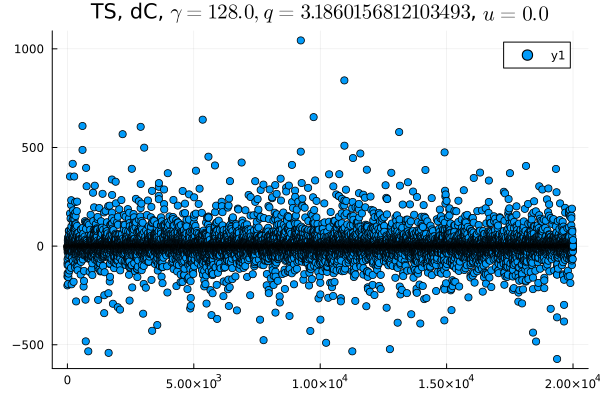 TS, dC, γ = 128.0, q = 3.1860156812103493, u = 0.0
1000
y1
500
0
−500
0 5.00×10³ 1.00×10⁴ 1.50×10⁴ 2.00×10⁴